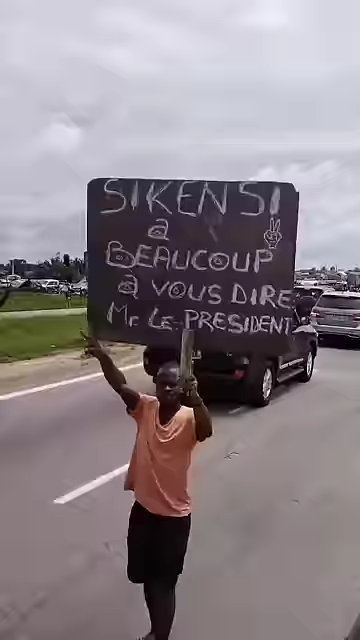 SIKENSI
a
BEAUCOUP
à VOUS DIRE
Mr LE PRESIDENT